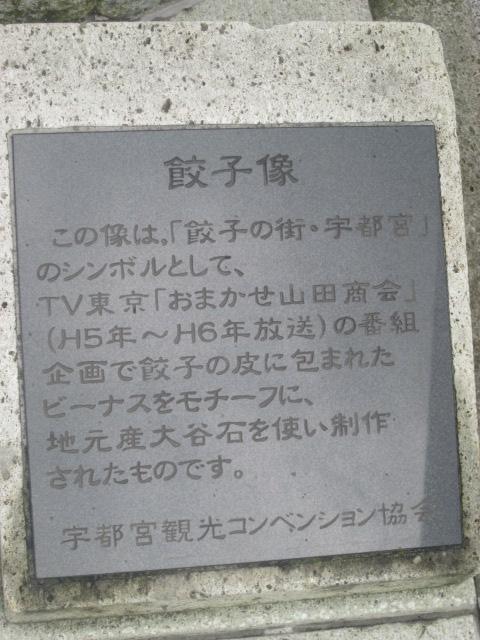 餃子像
この像は、「餃子の街・宇都宮」
のシンボルとして、
TV東京「おまかせ山田商会」
(H5年～H6年放送)の番組
企画で餃子の皮に包まれた
ビーナスをモチーフに、
地元産大谷石を使い制作
されたものです。
宇都宮観光コンベンション協会